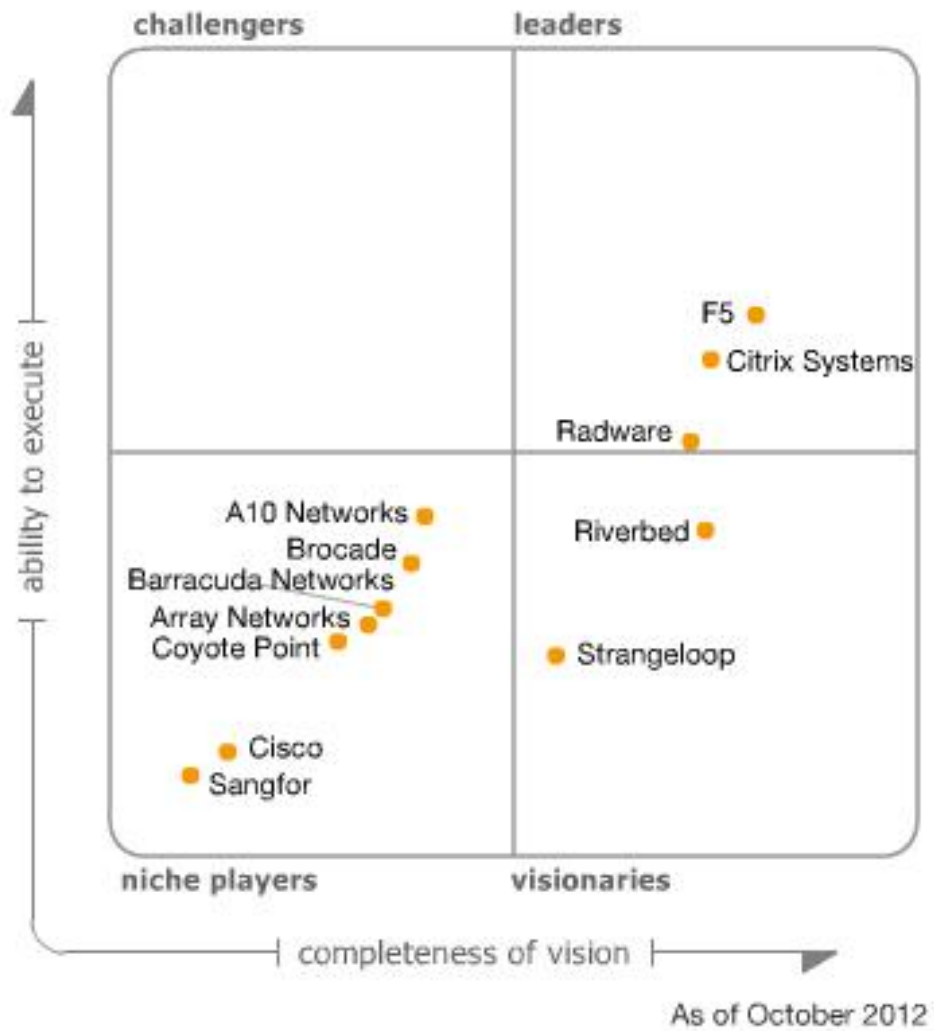 challengers
leaders
F5
Citrix Systems
Radware
A10 Networks
Riverbed
Brocade
Barracuda Networks
Array Networks
Coyote Point
Strangeloop
Cisco
Sangfor
niche players
visionaries
ability to execute
completeness of vision
As of October 2012